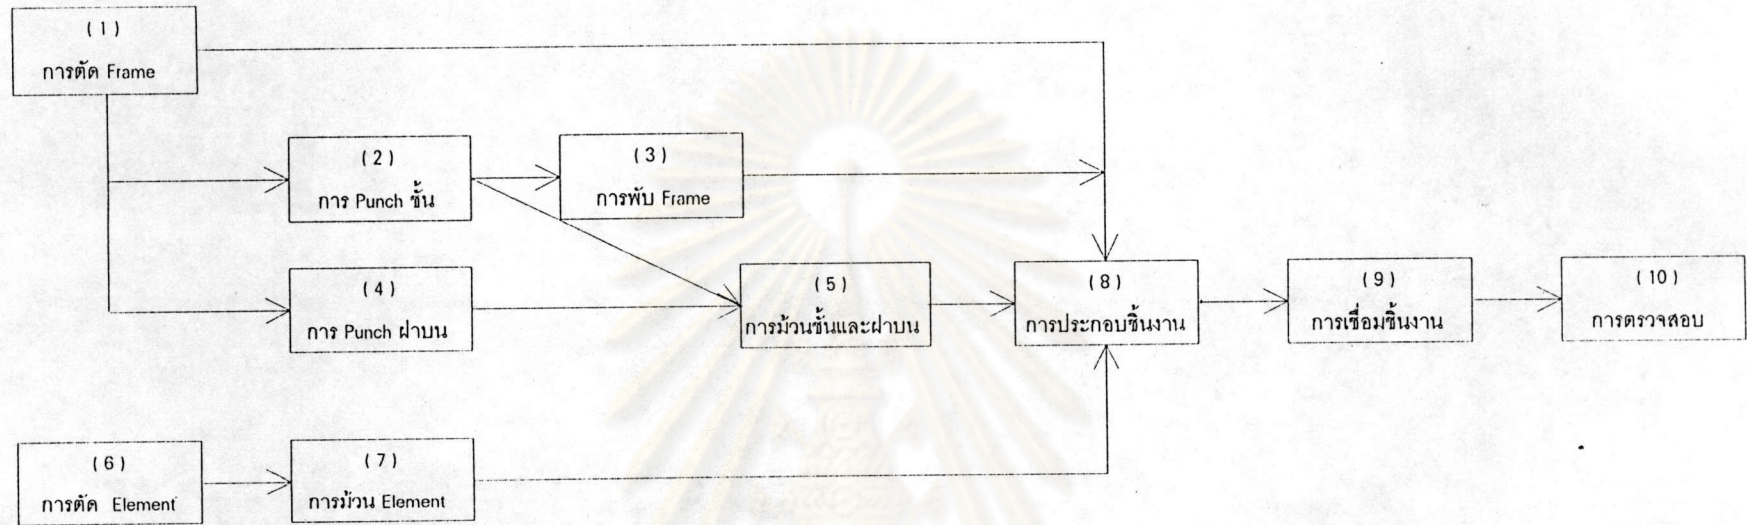 (1)
การตัด Frame
(2)
การ Punch ชั้น
(3)
การพับ Frame
(4)
การ Punch ฝาบน
(5)
การม้วนชั้นและฝาบน
(8)
การประกอบชิ้นงาน
(9)
การเชื่อมชิ้นงาน
(10)
การตรวจสอบ
(6)
การตัด Element
(7)
การม้วน Element